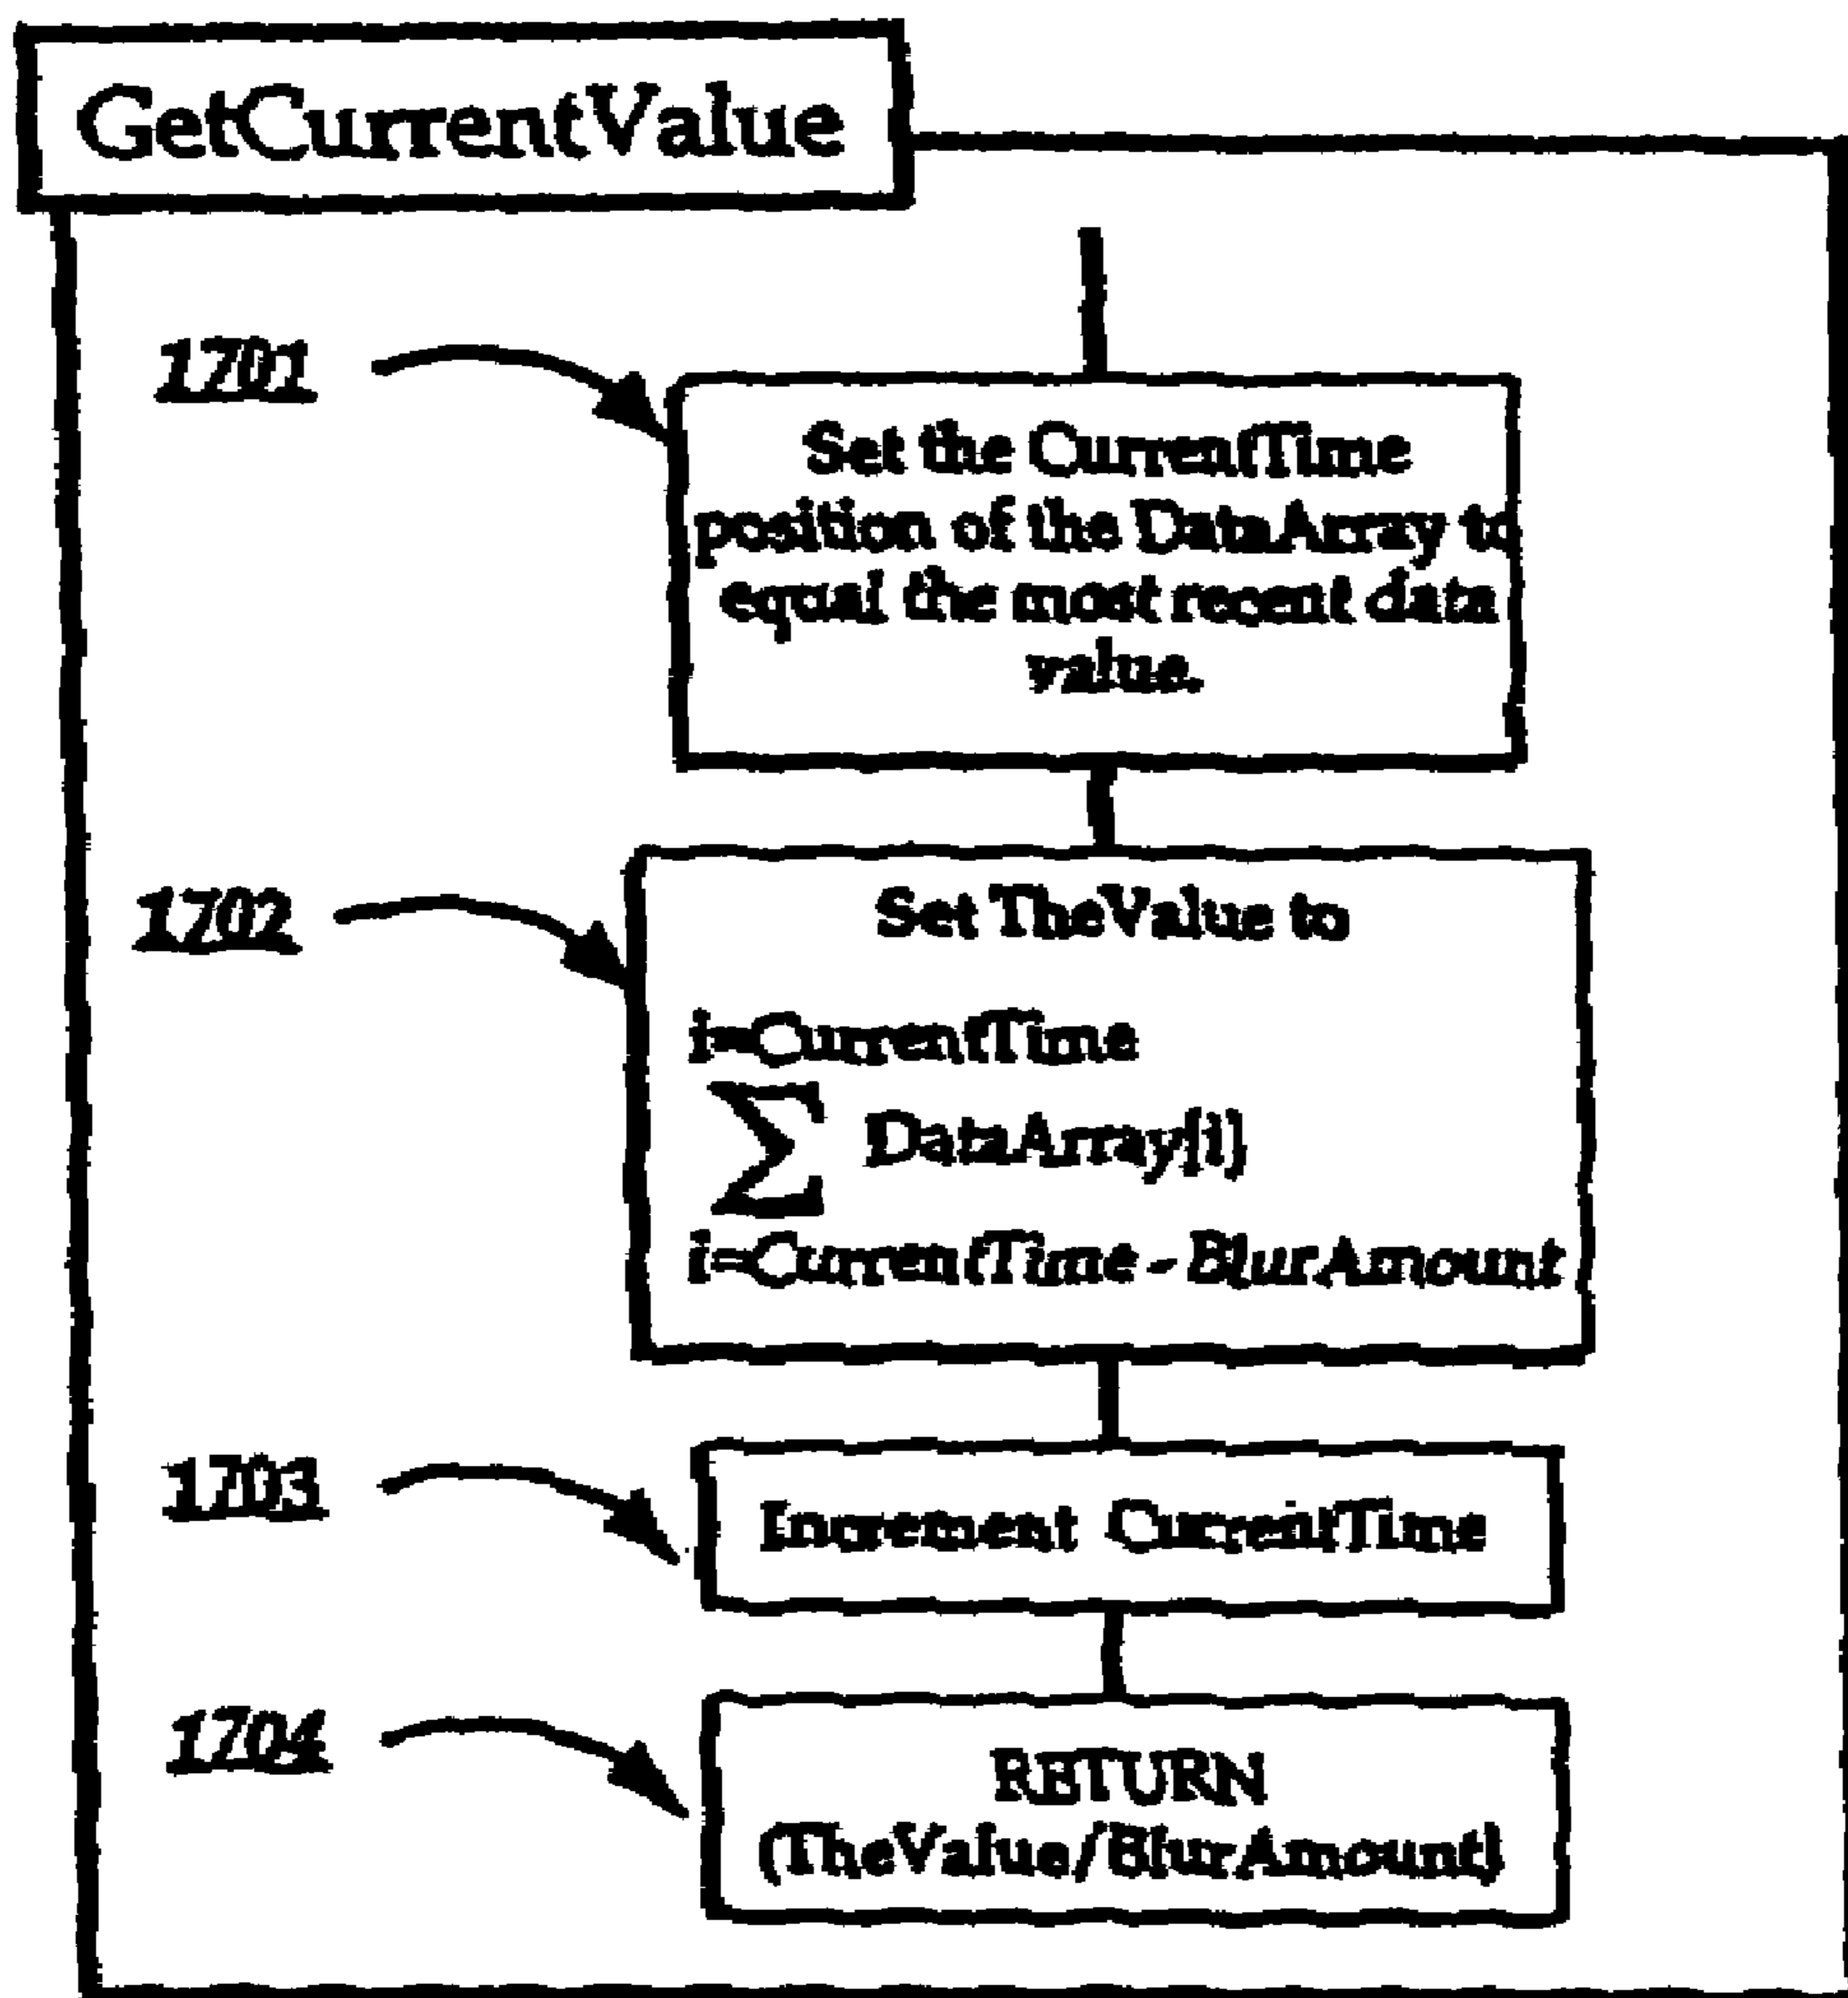 GetCurrentValue
1701
Set the CurrentTime
position of the DataArray to
equal the most recent data
value.
1702
Set TheValue to
i=CurrentTime
∑ DataArray(i)
i=CurrentTime - BlurAmount
1703
Increment CurrentTime
1704
RETURN
(TheValue/BlurAmount)